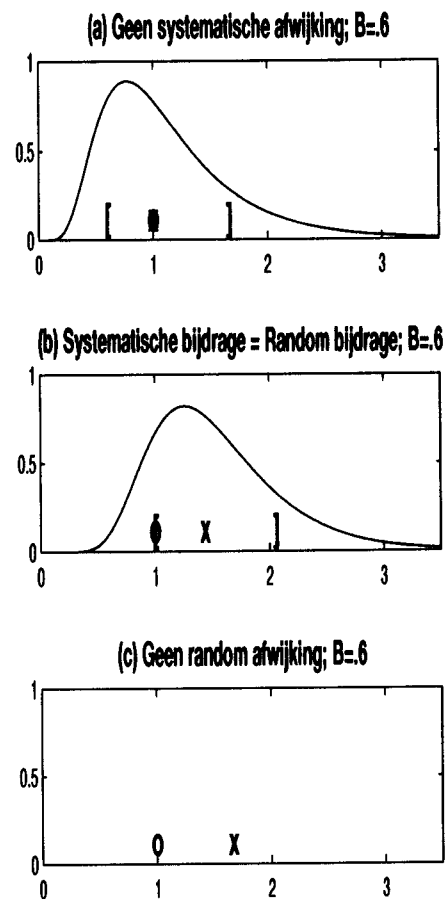 (a) Geen systematische afwijking; B=.6
1
0.5
0
0 1 2 3
(b) Systematische bijdrage = Random bijdrage; B=.6
1
0.5
0
X
0 1 2 3
(c) Geen random afwijking; B=.6
1
0.5
0
O X
0 1 2 3